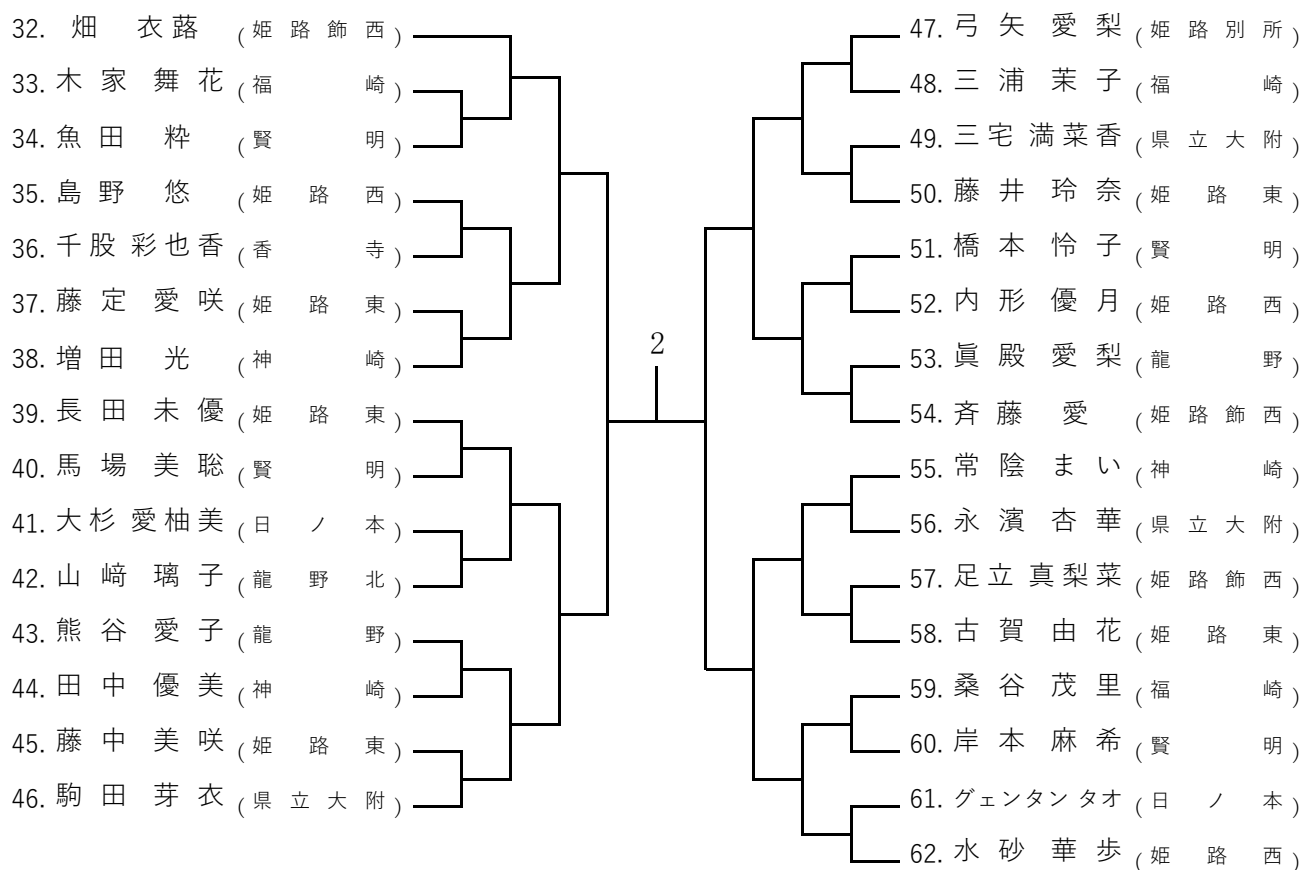 32. 畑 衣蕗 (姫路飾西)
33. 木家舞花 (福崎)
34. 魚田 粋 (賢明)
35. 島野 悠 (姫路西)
36. 千股彩也香 (香寺)
37. 藤定愛咲 (姫路東)
38. 増田 光 (神崎)
39. 長田未優 (姫路東)
40. 馬場美聡 (賢明)
41. 大杉愛柚美 (日ノ本)
42. 山﨑璃子 (龍野北)
43. 熊谷愛子 (龍野)
44. 田中優美 (神崎)
45. 藤中美咲 (姫路東)
46. 駒田芽衣 (県立大附)
2
47. 弓矢愛梨 (姫路別所)
48. 三浦茉子 (福崎)
49. 三宅満菜香 (県立大附)
50. 藤井玲奈 (姫路東)
51. 橋本怜子 (賢明)
52. 内形優月 (姫路西)
53. 眞殿愛梨 (龍野)
54. 斉藤 愛 (姫路飾西)
55. 常陰まい (神崎)
56. 永濱杏華 (県立大附)
57. 足立真梨菜 (姫路飾西)
58. 古賀由花 (姫路東)
59. 桑谷茂里 (福崎)
60. 岸本麻希 (賢明)
61. グェンタン タオ (日ノ本)
62. 水砂華歩 (姫路西)